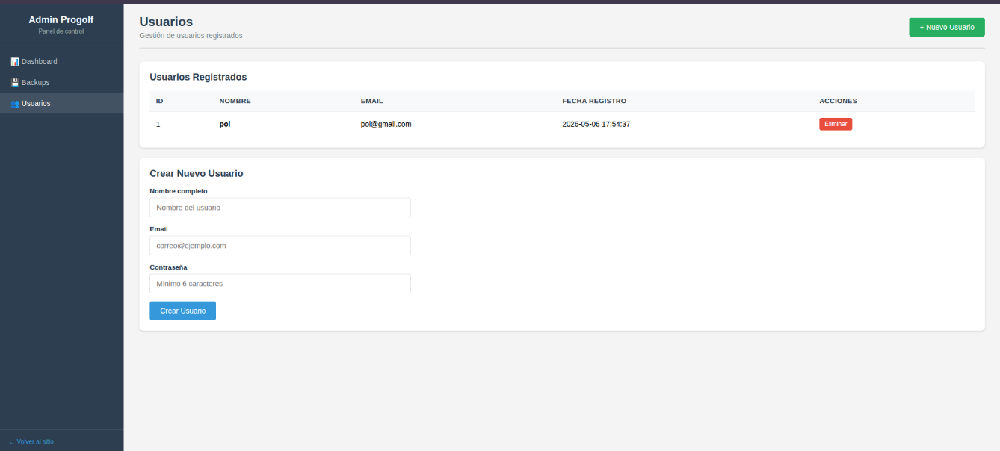 Admin Progolf
Panel de control
📊 Dashboard
💾 Backups
👥 Usuarios
← Volver al sitio
Usuarios
Gestión de usuarios registrados
+ Nuevo Usuario
Usuarios Registrados
ID NOMBRE EMAIL FECHA REGISTRO ACCIONES
1 pol pol@gmail.com 2026-05-06 17:54:37 Eliminar
Crear Nuevo Usuario
Nombre completo
Nombre del usuario
Email
correo@ejemplo.com
Contraseña
Mínimo 6 caracteres
Crear Usuario